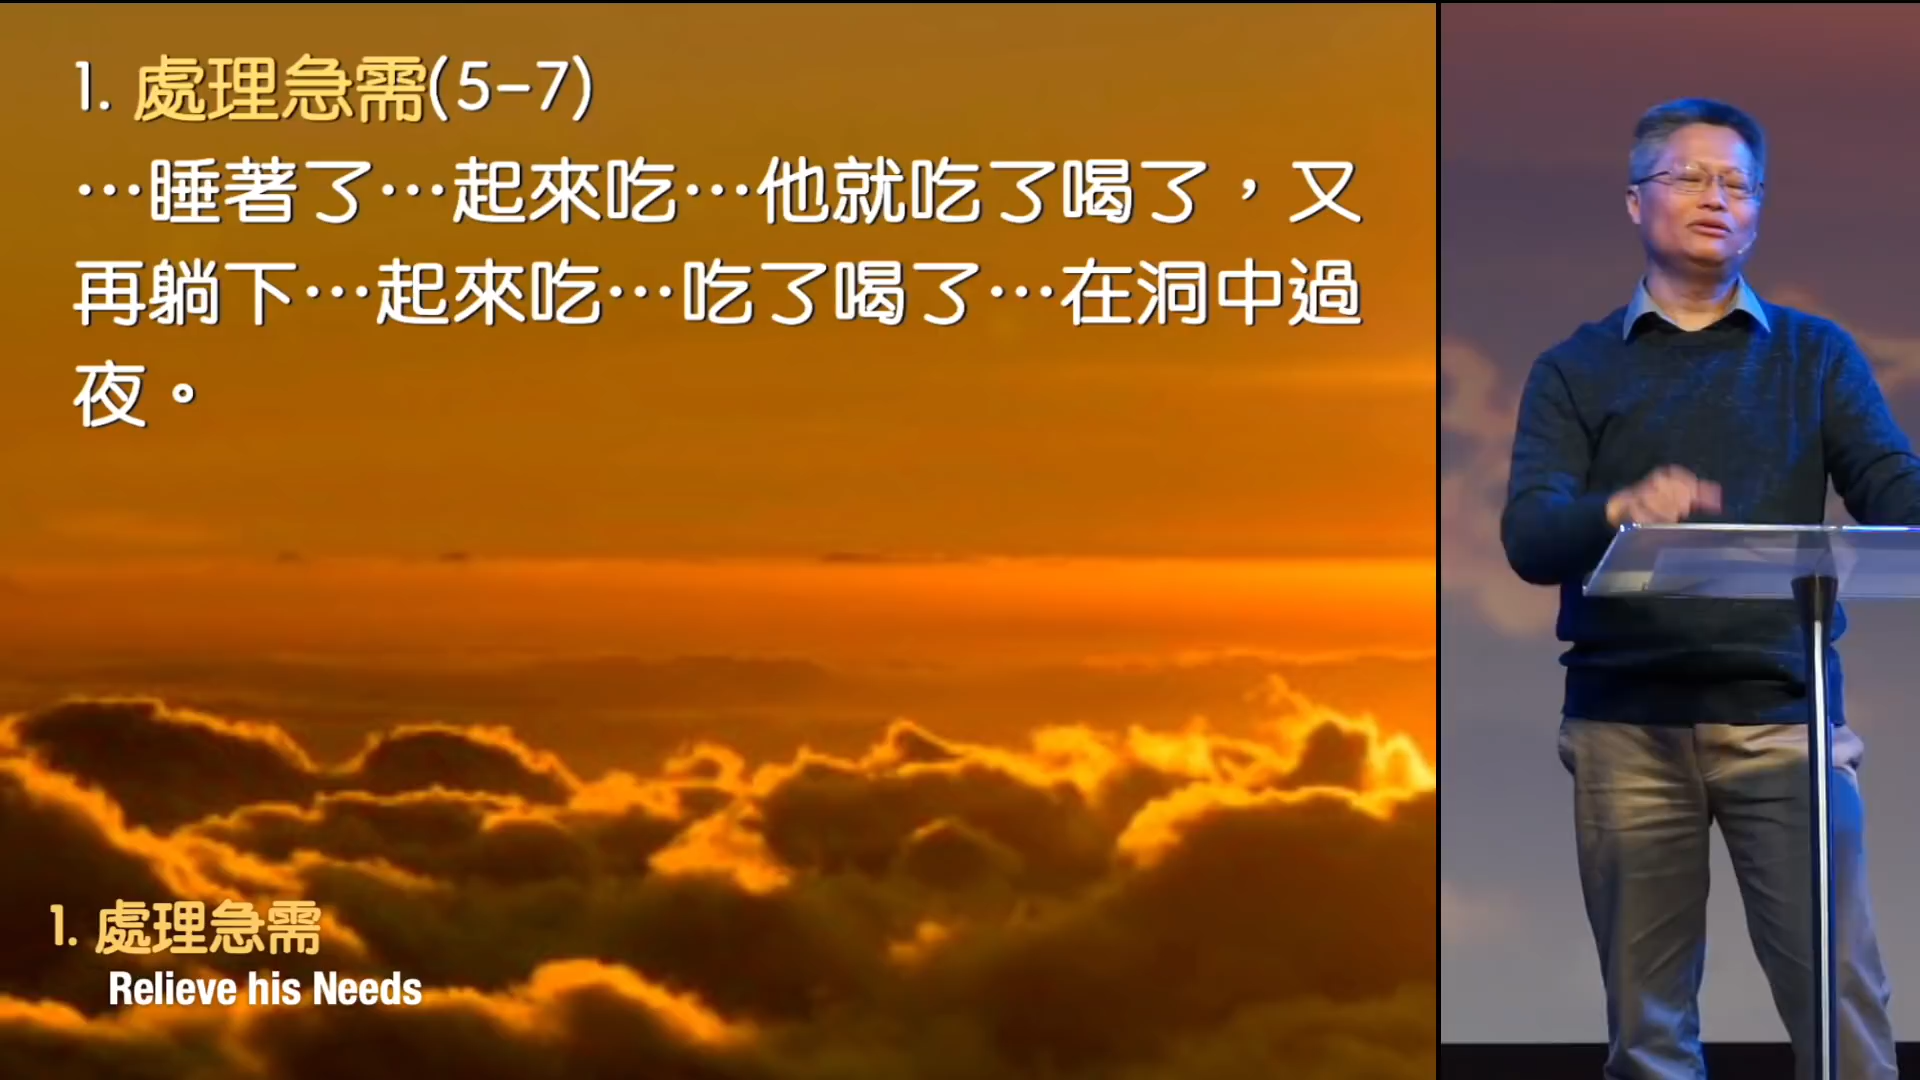 1. 處理急需(5-7)
…睡著了…起來吃…他就吃了喝了，又
再躺下…起來吃…吃了喝了…在洞中過
夜。
1. 處理急需
Relieve his Needs